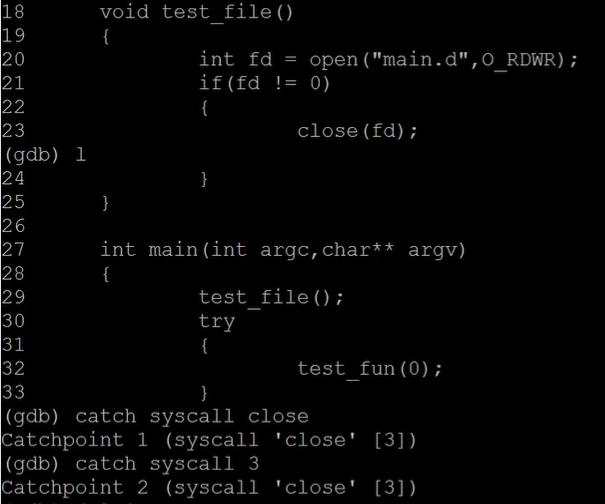 18 void test_file()
19 {
20 int fd = open("main.d",O_RDWR);
21 if(fd != 0)
22 {
23 close(fd);
(gdb) l
24 }
25 }
26
27 int main(int argc,char** argv)
28 {
29 test_file();
30 try
31 {
32 test_fun(0);
33 }
(gdb) catch syscall close
Catchpoint 1 (syscall 'close' [3])
(gdb) catch syscall 3
Catchpoint 2 (syscall 'close' [3])